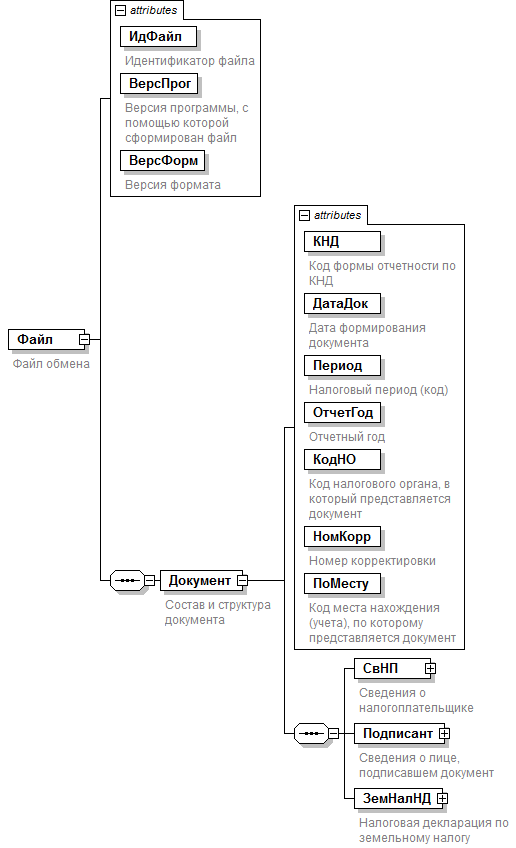 attributes
ИдФайл
Идентификатор файла
ВерсПрог
Версия программы, с
помощью которой
сформирован файл
ВерсФорм
Версия формата
Файл
Файл обмена
Документ
Состав и структура
документа
attributes
КНД
Код формы отчетности по
КНД
ДатаДок
Дата формирования
документа
Период
Налоговый период (код)
ОтчетГод
Отчетный год
КодНО
Код налогового органа, в
который представляется
документ
НомКорр
Номер корректировки
ПоМесту
Код места нахождения
(учета), по которому
представляется документ
СвНП
Сведения о
налогоплательщике
Подписант
Сведения о лице,
подписавшем документ
ЗемНалНД
Налоговая декларация по
земельному налогу